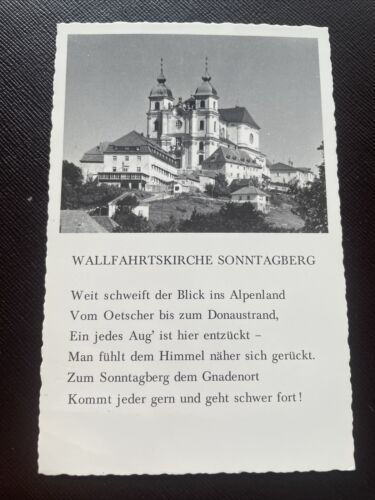 WALLFAHRTSKIRCHE SONNTAGBERG
Weit schweift der Blick ins Alpenland
Vom Oetscher bis zum Donaustrand,
Ein jedes Aug' ist hier entzückt –
Man fühlt dem Himmel näher sich gerückt.
Zum Sonntagberg dem Gnadenort
Kommt jeder gern und geht schwer fort!